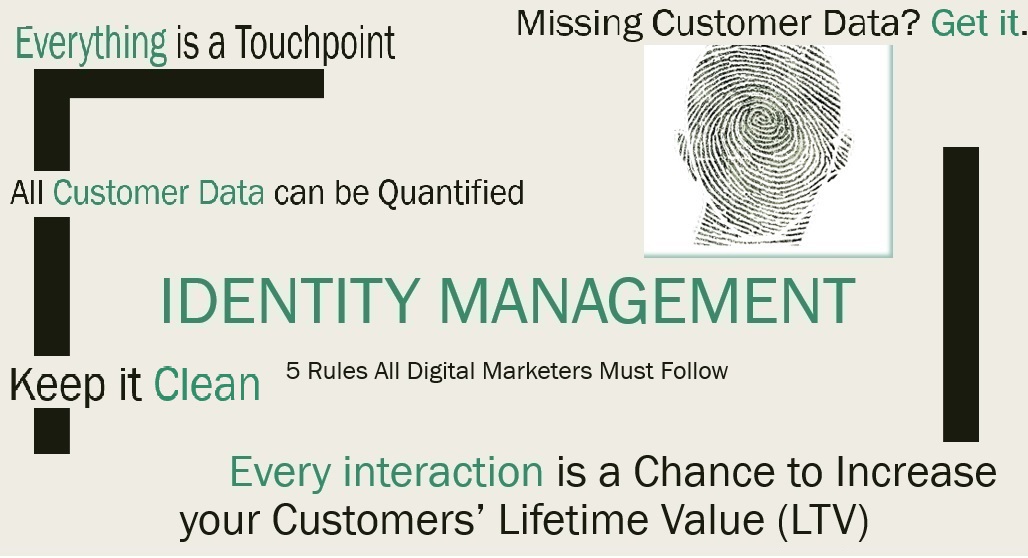 Everything is a Touchpoint
Missing Customer Data? Get it.
All Customer Data can be Quantified
IDENTITY MANAGEMENT
Keep it Clean
5 Rules All Digital Marketers Must Follow
Every interaction is a Chance to Increase
your Customers’ Lifetime Value (LTV)